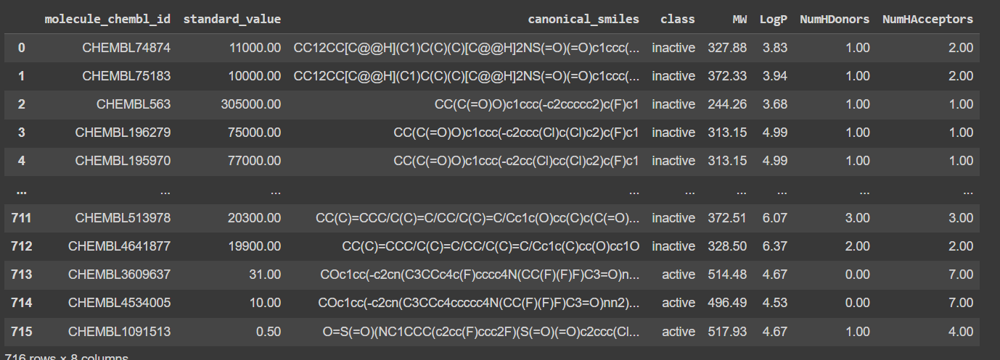 molecule_chembl_id standard_value canonical_smiles class MW LogP NumHDonors NumHAcceptors
0 CHEMBL74874 11000.00 CC12CC[C@@H](C1)C(C)(C)[C@@H]2NS(=O)(=O)c1ccc(... inactive 327.88 3.83 1.00 2.00
1 CHEMBL75183 10000.00 CC12CC[C@@H](C1)C(C)(C)[C@@H]2NS(=O)(=O)c1ccc(... inactive 372.33 3.94 1.00 2.00
2 CHEMBL563 305000.00 CC(C(=O)O)c1ccc(-c2ccccc2)c(F)c1 inactive 244.26 3.68 1.00 1.00
3 CHEMBL196279 75000.00 CC(C(=O)O)c1ccc(-c2ccc(Cl)c(Cl)c2)c(F)c1 inactive 313.15 4.99 1.00 1.00
4 CHEMBL195970 77000.00 CC(C(=O)O)c1ccc(-c2cc(Cl)cc(Cl)c2)c(F)c1 inactive 313.15 4.99 1.00 1.00
... ... ... ... ... ... ... ... ...
711 CHEMBL513978 20300.00 CC(C)=CCC/C(C)=C/CC/C(C)=C/Cc1c(O)cc(C)c(C(=O)... inactive 372.51 6.07 3.00 3.00
712 CHEMBL4641877 19900.00 CC(C)=CCC/C(C)=C/CC/C(C)=C/Cc1c(C)cc(O)cc1O inactive 328.50 6.37 2.00 2.00
713 CHEMBL3609637 31.00 COc1cc(-c2cn(C3CCc4c(F)cccc4N(CC(F)(F)F)C3=O)n... active 514.48 4.67 0.00 7.00
714 CHEMBL4534005 10.00 COc1cc(-c2cn(C3CCc4ccccc4N(CC(F)(F)F)C3=O)nn2)... active 496.49 4.53 0.00 7.00
715 CHEMBL1091513 0.50 O=S(=O)(NC1CCC(c2cc(F)ccc2F)(S(=O)(=O)c2ccc(Cl... active 517.93 4.67 1.00 4.00
716 rows × 8 columns